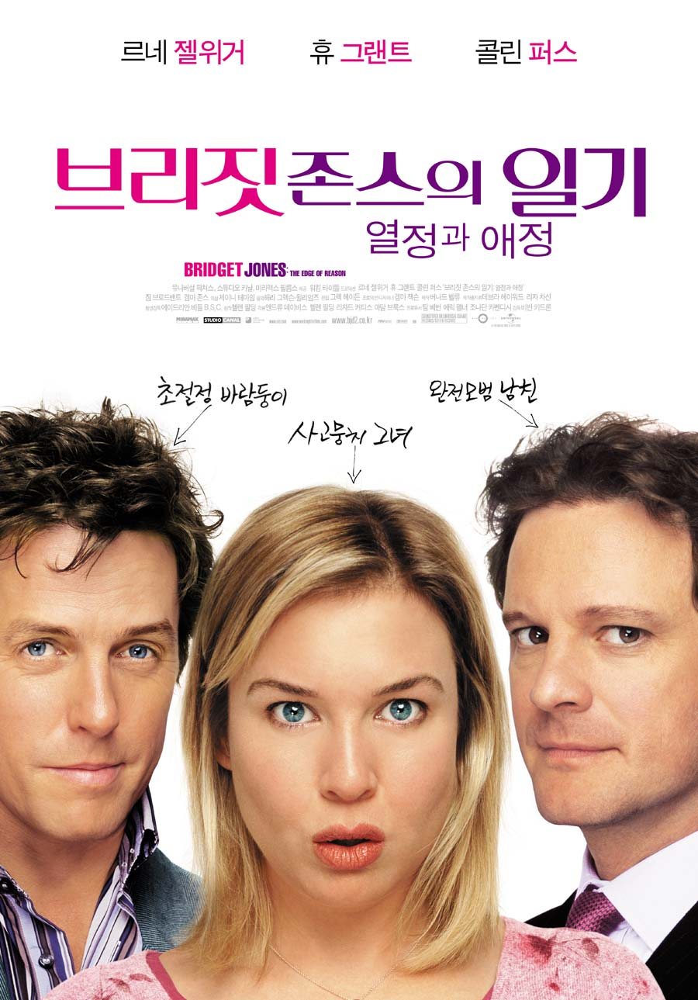 르네 젤위거 휴 그랜트 콜린 퍼스
브리짓 존스의 일기
열정과 애정
BRIDGET JONES: THE EDGE OF REASON
유니버설 픽쳐스, 스튜디오 카날, 미라맥스 필름스 제공 워킹 타이틀 프로덕션 르네 젤위거 휴 그랜트 콜린 퍼스 '브리짓 존스의 일기: 열정과 애정'
짐 브로드밴트 젬마 존스 의상 제이니 테마임 음악 해리 그렉슨-윌리엄즈 편집 그렉 헤이든 프로덕션 디자이너 젬마 잭슨 제작 버나드 벨류 제작총지휘 데브라 헤이워드 리자 차신
촬영감독 에이드리안 비들 B.S.C. 원작 헬렌 필딩 각본 앤드류 데이비스 헬렌 필딩 리차드 커티스 아담 브룩스 프로듀서 팀 베번 에릭 펠너 조나단 카벤디시 감독 비반 키드론
MIRAMAX STUDIO CANAL www.bjd2.co.kr UNIVERSAL
초절정 바람둥이
완전모범 남친
사고뭉치 그녀